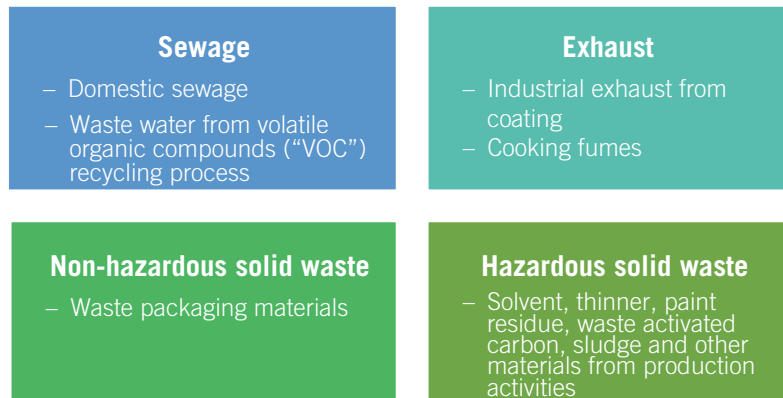 Sewage
– Domestic sewage
– Waste water from volatile
organic compounds (“VOC”)
recycling process
Exhaust
– Industrial exhaust from
coating
– Cooking fumes
Non-hazardous solid waste
– Waste packaging materials
Hazardous solid waste
– Solvent, thinner, paint
residue, waste activated
carbon, sludge and other
materials from production
activities